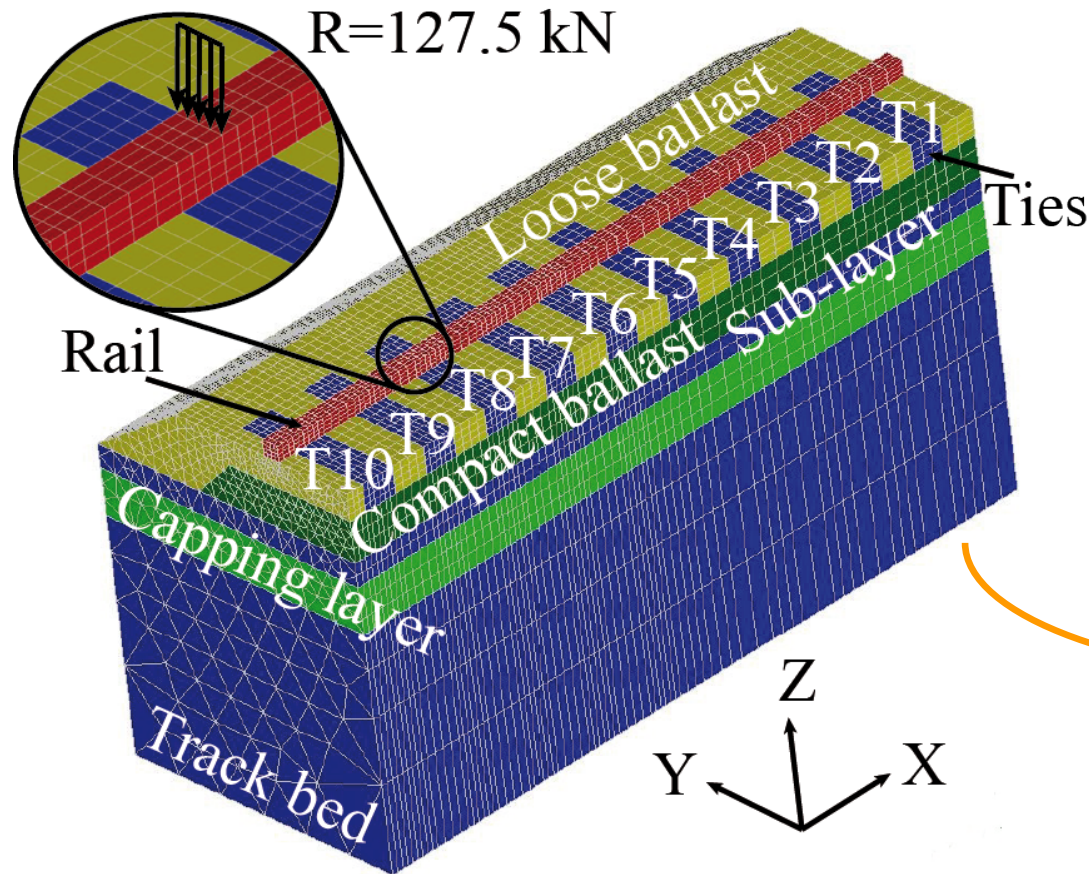 R=127.5 kN
Loose ballast
T1
T2
Ties
T3
T4
T5
Sub-layer
T6
Rail
T7
T8
Compact ballast
T9
T10
Capping layer
Z
Track bed
Y
X